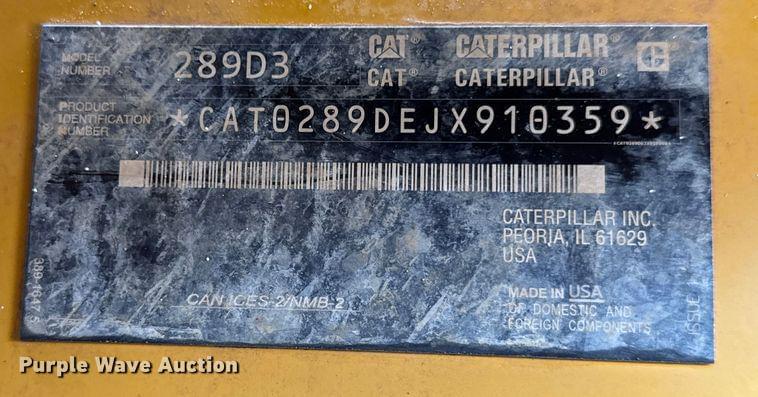 MODEL
NUMBER
289D3
CAT® CATERPILLAR®
CAT® CATERPILLAR®
PRODUCT
IDENTIFICATION
NUMBER
*CAT0289DEJX910359*
CATERPILLAR INC.
PEORIA, IL 61629
USA
CAN ICES-2/NMB-2
MADE IN USA
OF DOMESTIC AND
FOREIGN COMPONENTS
ISSUE
Purple Wave Auction